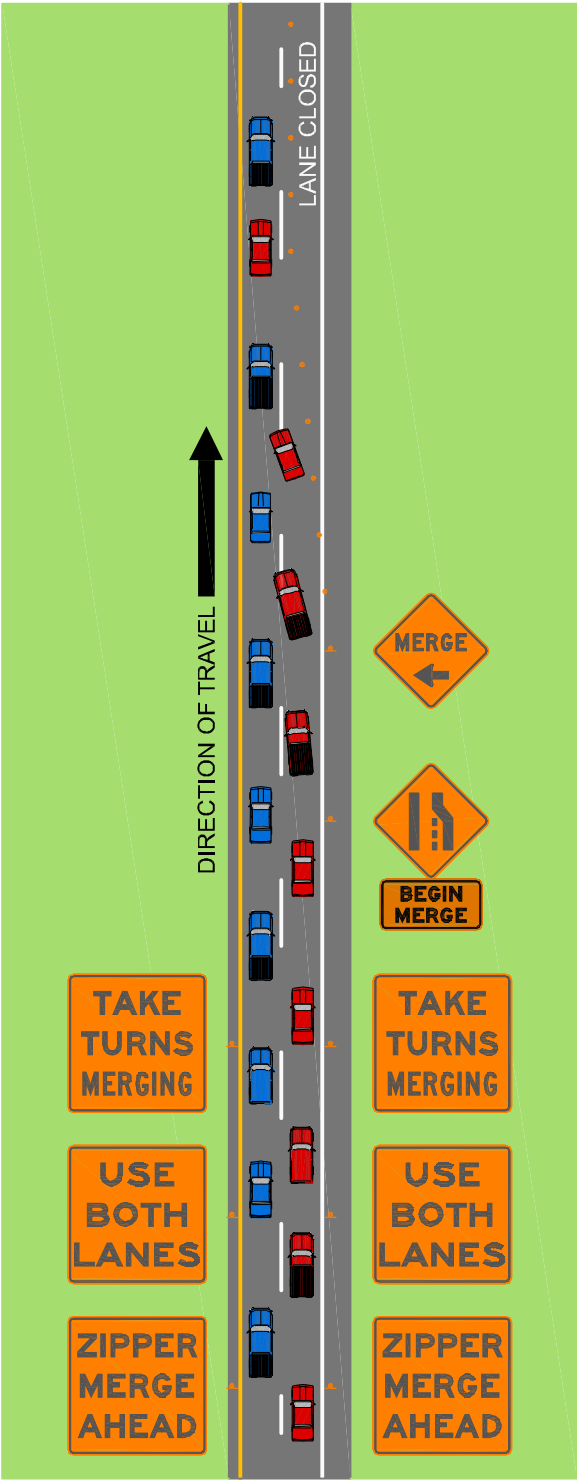 LANE CLOSED
DIRECTION OF TRAVEL
MERGE
BEGIN
MERGE
TAKE
TURNS
MERGING
TAKE
TURNS
MERGING
USE
BOTH
LANES
USE
BOTH
LANES
ZIPPER
MERGE
AHEAD
ZIPPER
MERGE
AHEAD